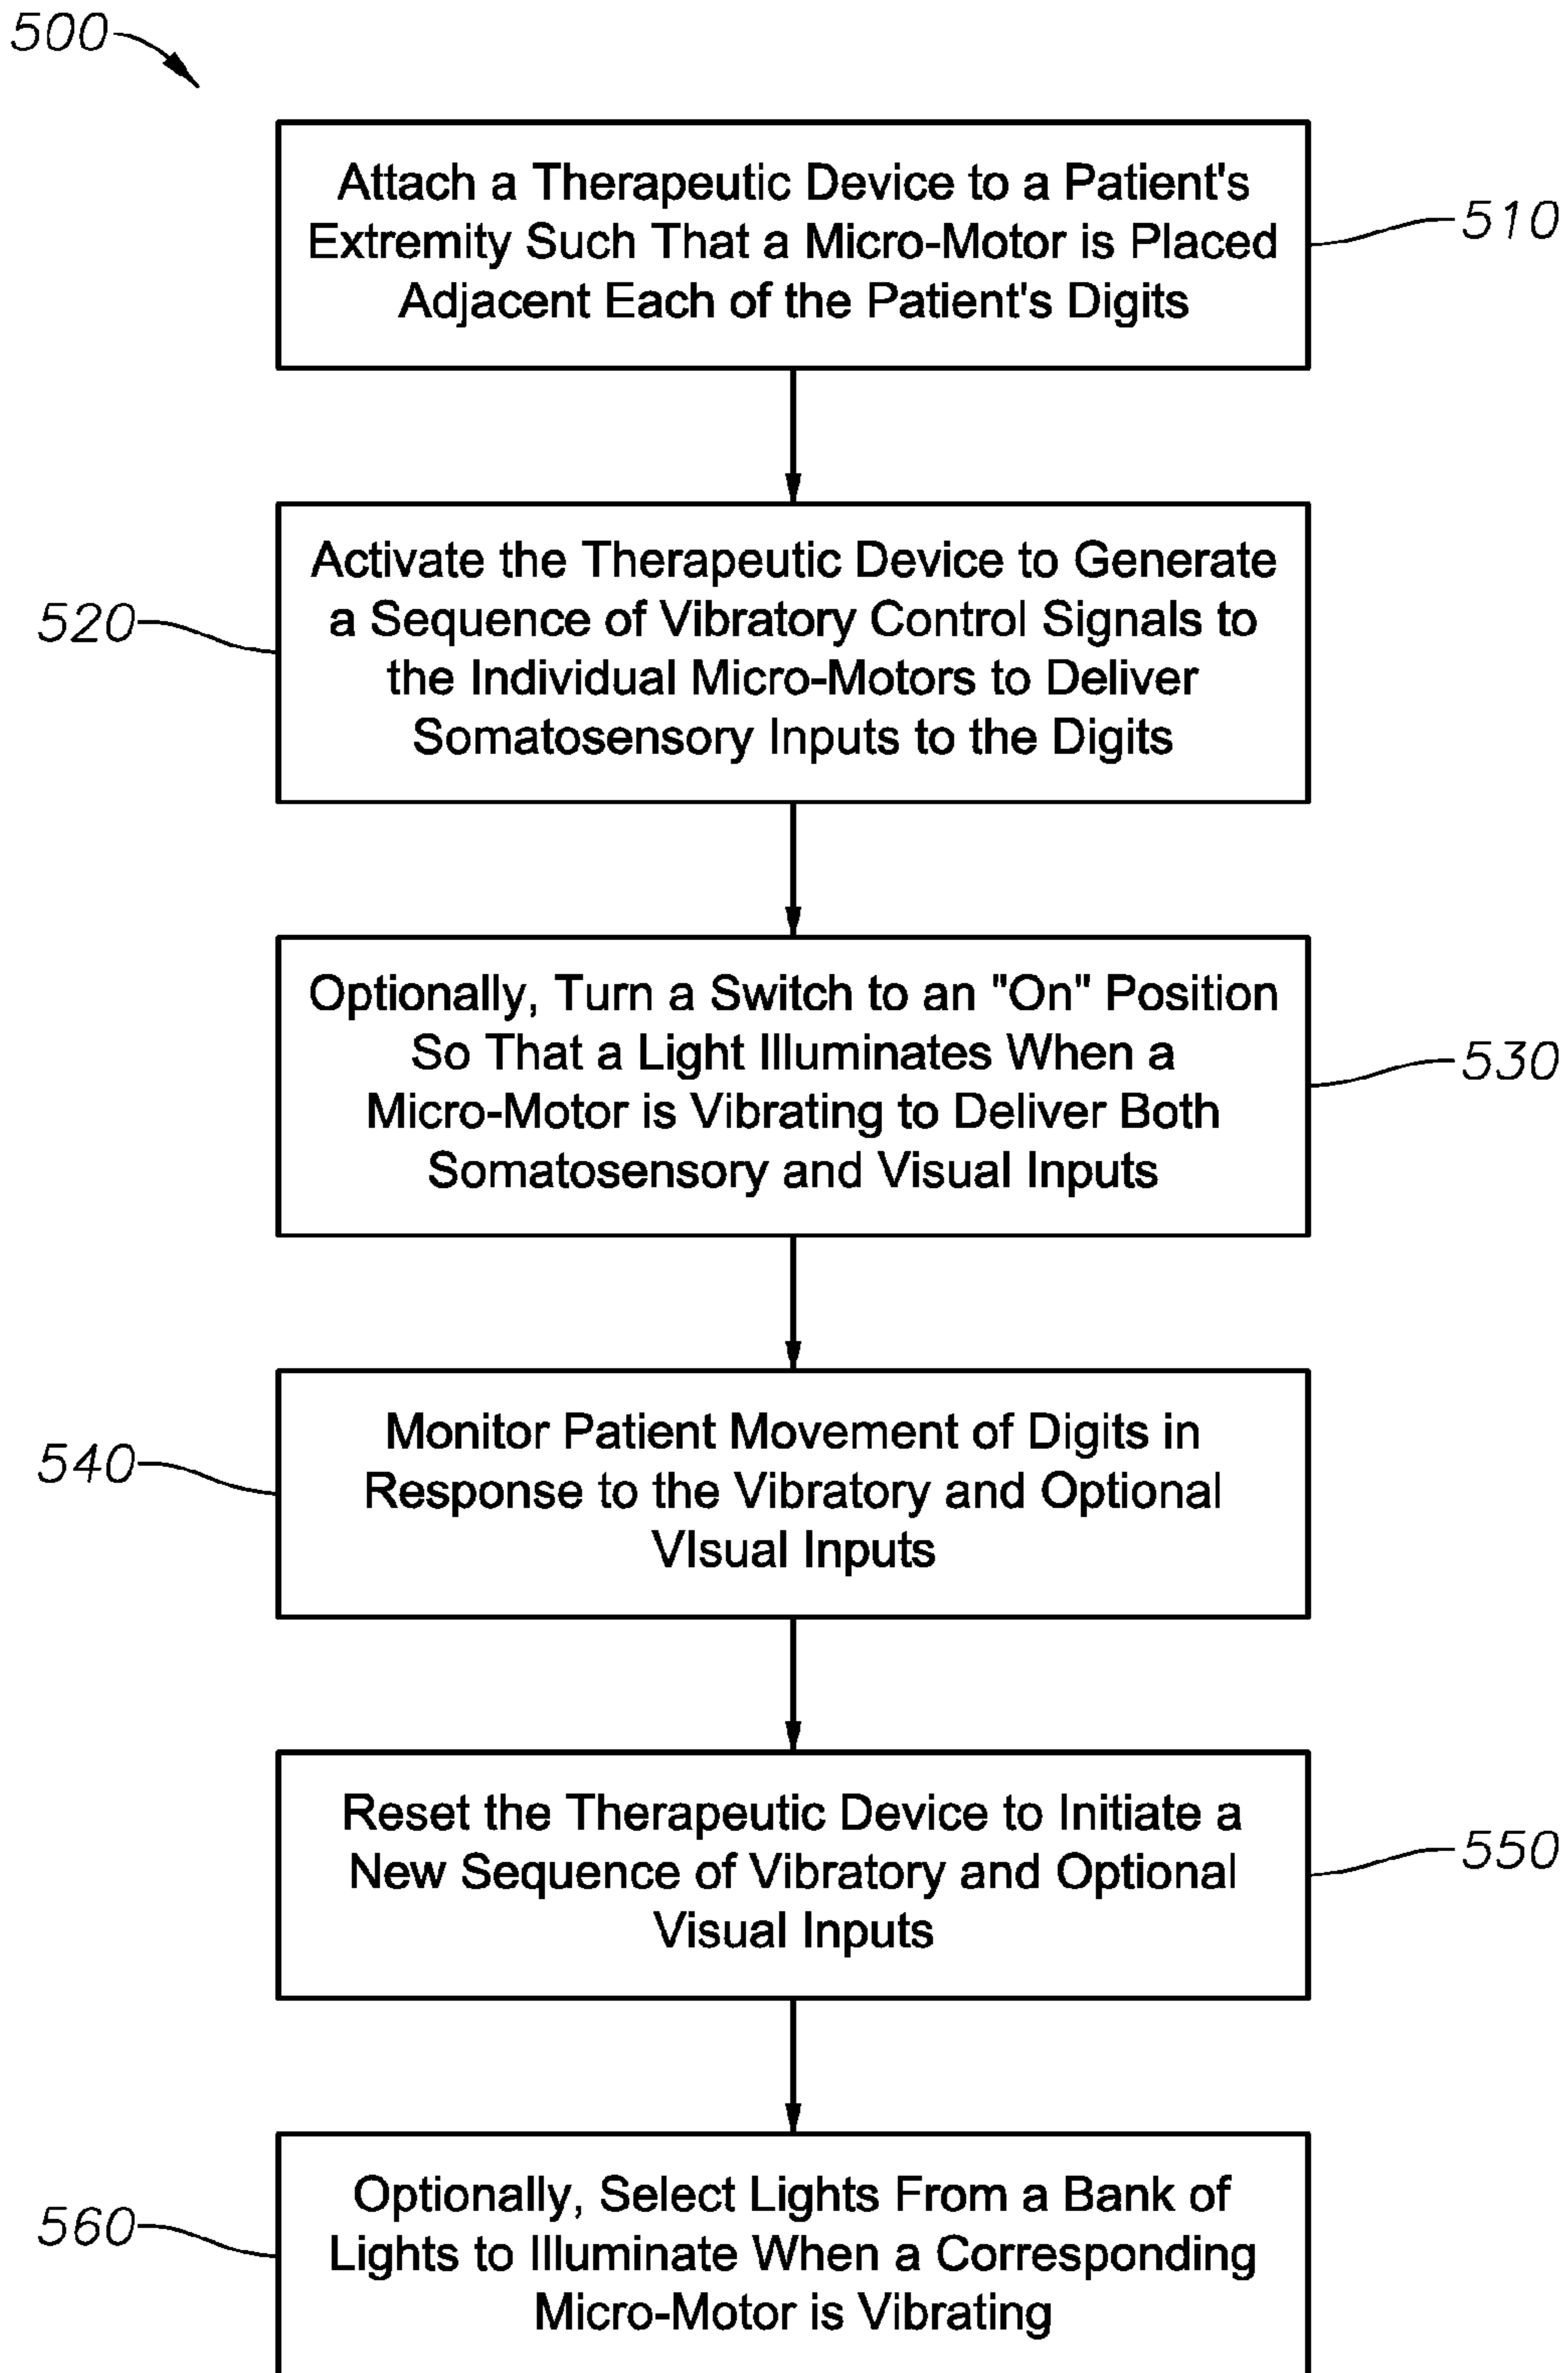 500
Attach a Therapeutic Device to a Patient's
Extremity Such That a Micro-Motor is Placed
Adjacent Each of the Patient's Digits
510
Activate the Therapeutic Device to Generate
a Sequence of Vibratory Control Signals to
the Individual Micro-Motors to Deliver
Somatosensory Inputs to the Digits
520
Optionally, Turn a Switch to an "On" Position
So That a Light Illuminates When a
Micro-Motor is Vibrating to Deliver Both
Somatosensory and Visual Inputs
530
Monitor Patient Movement of Digits in
Response to the Vibratory and Optional
VIsual Inputs
540
Reset the Therapeutic Device to Initiate a
New Sequence of Vibratory and Optional
Visual Inputs
550
Optionally, Select Lights From a Bank of
Lights to Illuminate When a Corresponding
Micro-Motor is Vibrating
560